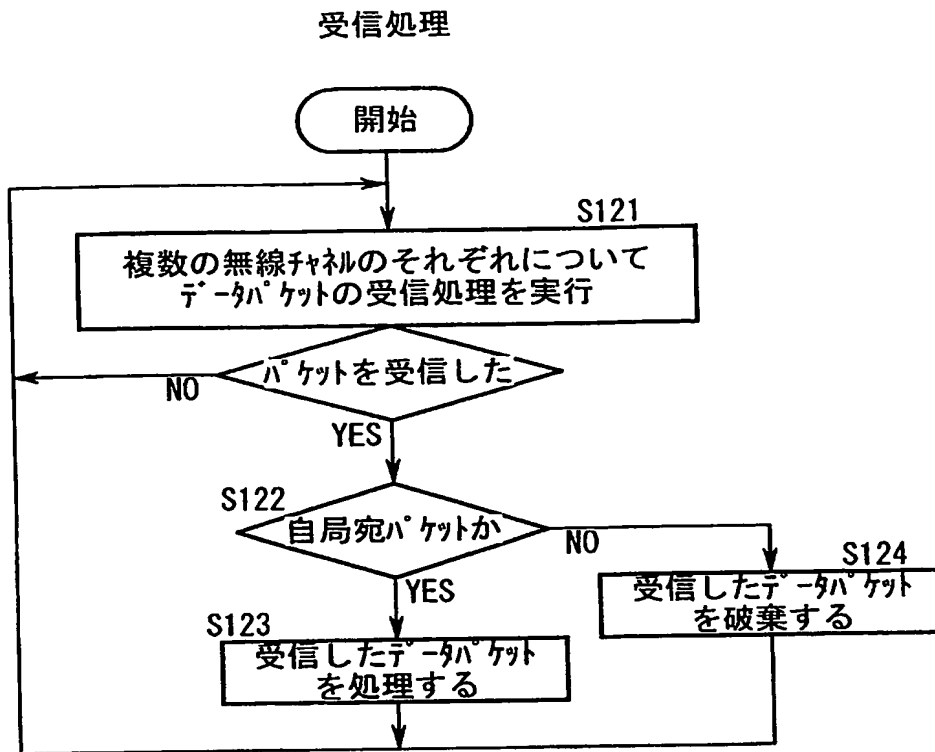 受信処理
開始
S121
複数の無線ﾁｬﾈﾙのそれぞれについて
ﾃﾞｰﾀﾊﾟｹｯﾄの受信処理を実行
ﾊﾟｹｯﾄを受信した
NO
YES
S122
自局宛ﾊﾟｹｯﾄか
NO
YES
S124
受信したﾃﾞｰﾀﾊﾟｹｯﾄ
を破棄する
S123
受信したﾃﾞｰﾀﾊﾟｹｯﾄ
を処理する